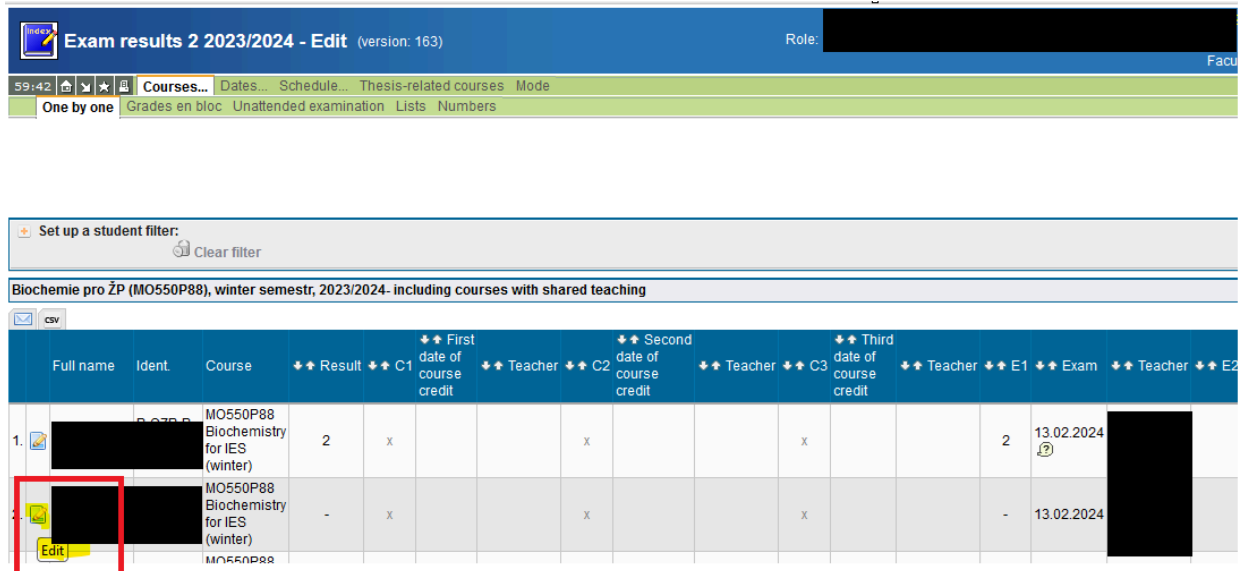 Index
Exam results 2 2023/2024 - Edit (version: 163) Role:
Facu
59:42 Courses... Dates... Schedule... Thesis-related courses Mode
One by one Grades en bloc Unattended examination Lists Numbers
Set up a student filter:
Clear filter
Biochemie pro ŽP (MO550P88), winter semestr, 2023/2024- including courses with shared teaching
csv
Full name Ident. Course Result C1 First date of course credit Teacher C2 Second date of course credit Teacher C3 Third date of course credit Teacher E1 Exam Teacher E2
1. MO550P88 Biochemistry for IES (winter) 2 x x x 2 13.02.2024
MO550P88 Biochemistry for IES (winter) - x x x - 13.02.2024
Edit
MO550P88